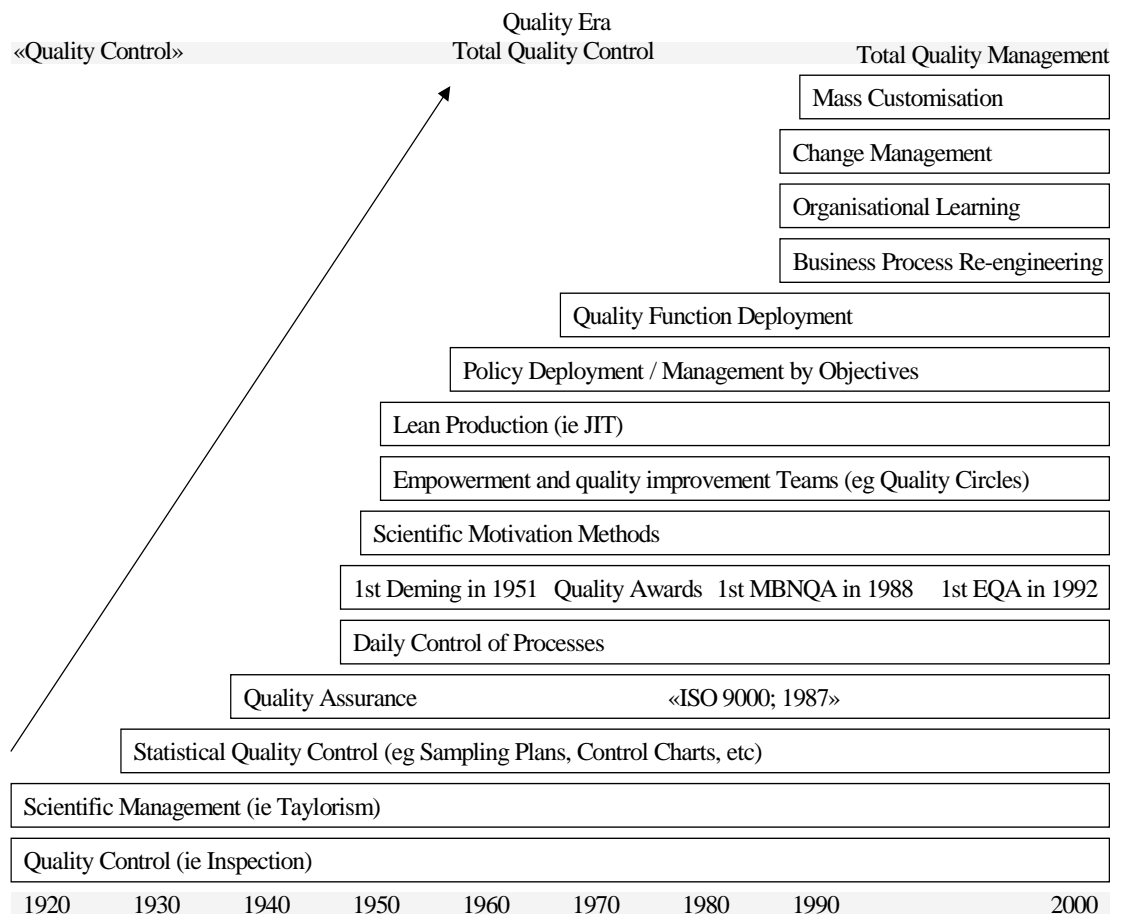 Quality Era
«Quality Control» Total Quality Control Total Quality Management
Mass Customisation
Change Management
Organisational Learning
Business Process Re-engineering
Quality Function Deployment
Policy Deployment / Management by Objectives
Lean Production (ie JIT)
Empowerment and quality improvement Teams (eg Quality Circles)
Scientific Motivation Methods
1st Deming in 1951 Quality Awards 1st MBNQA in 1988 1st EQA in 1992
Daily Control of Processes
Quality Assurance «ISO 9000; 1987»
Statistical Quality Control (eg Sampling Plans, Control Charts, etc)
Scientific Management (ie Taylorism)
Quality Control (ie Inspection)
1920 1930 1940 1950 1960 1970 1980 1990 2000